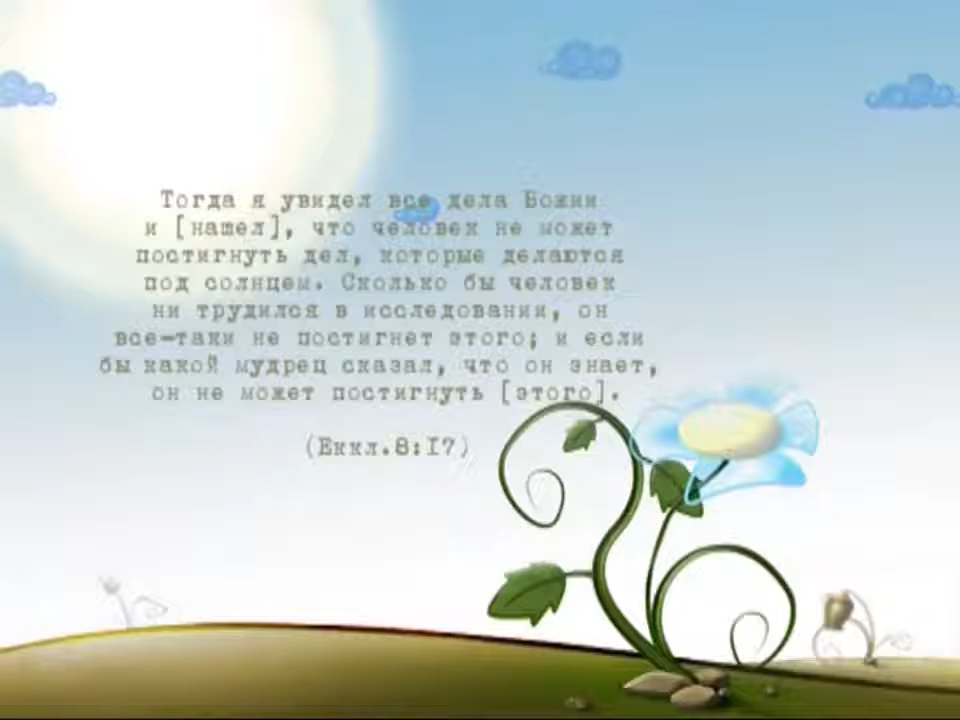 Тогда я увидел все дела Божии
и [нашел], что человек не может
постигнуть дел, которые делаются
под солнцем. Сколько бы человек
ни трудился в исследовании, он
все-таки не постигнет этого; и если
бы какой мудрец сказал, что он знает,
он не может постигнуть [этого].
(Еккл.8:17)